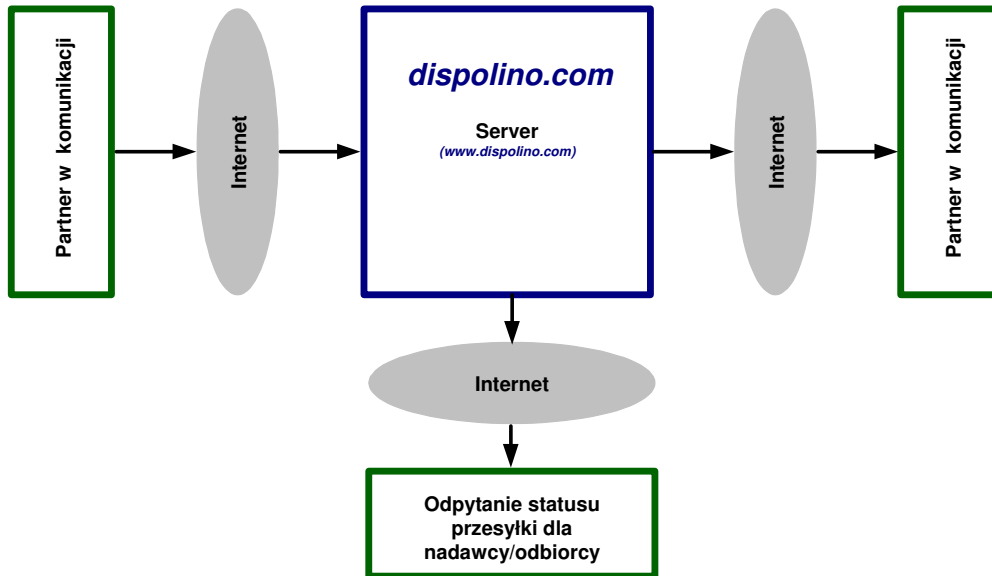 Partner w komunikacji
Internet
dispolino.com
Server
(www.dispolino.com)
Internet
Partner w komunikacji
Internet
Odpytanie statusu
przesyłki dla
nadawcy/odbiorcy